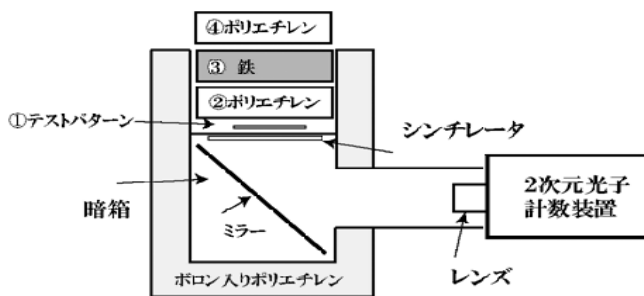 ④ポリエチレン
③ 鉄
②ポリエチレン
①テストパターン
シンチレータ
2次元光子
計数装置
暗箱
ミラー
レンズ
ボロン入りポリエチレン